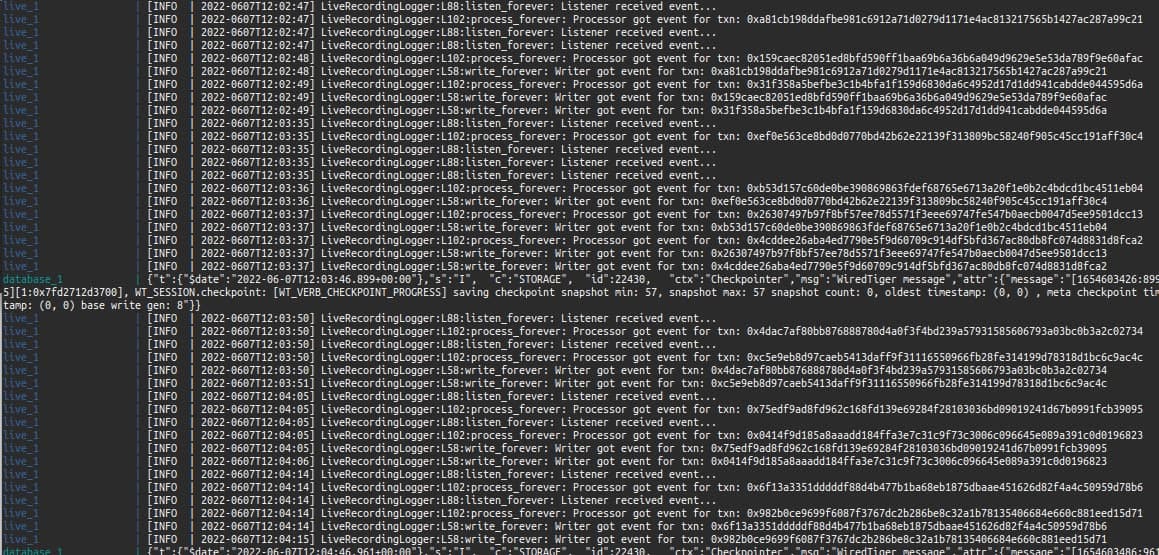 live_1 | [INFO | 2022-0607T12:02:47] LiveRecordingLogger:L88:listen_forever: Listener received event...
live_1 | [INFO | 2022-0607T12:02:47] LiveRecordingLogger:L102:process_forever: Processor got event for txn: 0xa81cb198ddafbe981c6912a71d0279d1171e4ac813217565b1427ac287a99c21
live_1 | [INFO | 2022-0607T12:02:47] LiveRecordingLogger:L88:listen_forever: Listener received event...
live_1 | [INFO | 2022-0607T12:02:47] LiveRecordingLogger:L88:listen_forever: Listener received event...
live_1 | [INFO | 2022-0607T12:02:48] LiveRecordingLogger:L102:process_forever: Processor got event for txn: 0x159caec82051ed8bfd590ff1baa69b6a36b6a049d9629e5e53da789f9e60afac
live_1 | [INFO | 2022-0607T12:02:48] LiveRecordingLogger:L58:write_forever: Writer got event for txn: 0xa81cb198ddafbe981c6912a71d0279d1171e4ac813217565b1427ac287a99c21
live_1 | [INFO | 2022-0607T12:02:49] LiveRecordingLogger:L102:process_forever: Processor got event for txn: 0x31f358a5befbe3c1b4bfa1f159d6830da6c4952d17d1dd941cabdde044595d6a
live_1 | [INFO | 2022-0607T12:02:49] LiveRecordingLogger:L58:write_forever: Writer got event for txn: 0x159caec82051ed8bfd590ff1baa69b6a36b6a049d9629e5e53da789f9e60afac
live_1 | [INFO | 2022-0607T12:02:49] LiveRecordingLogger:L58:write_forever: Writer got event for txn: 0x31f358a5befbe3c1b4bfa1f159d6830da6c4952d17d1dd941cabdde044595d6a
live_1 | [INFO | 2022-0607T12:03:35] LiveRecordingLogger:L88:listen_forever: Listener received event...
live_1 | [INFO | 2022-0607T12:03:35] LiveRecordingLogger:L102:process_forever: Processor got event for txn: 0xef0e563ce8bd0d0770bd42b62e22139f313809bc58240f905c45cc191aff30c4
live_1 | [INFO | 2022-0607T12:03:35] LiveRecordingLogger:L88:listen_forever: Listener received event...
live_1 | [INFO | 2022-0607T12:03:35] LiveRecordingLogger:L88:listen_forever: Listener received event...
live_1 | [INFO | 2022-0607T12:03:35] LiveRecordingLogger:L88:listen_forever: Listener received event...
live_1 | [INFO | 2022-0607T12:03:36] LiveRecordingLogger:L102:process_forever: Processor got event for txn: 0xb53d157c60de0be390869863fdef68765e6713a20f1e0b2c4bdcd1bc4511eb04
live_1 | [INFO | 2022-0607T12:03:36] LiveRecordingLogger:L58:write_forever: Writer got event for txn: 0xef0e563ce8bd0d0770bd42b62e22139f313809bc58240f905c45cc191aff30c4
live_1 | [INFO | 2022-0607T12:03:37] LiveRecordingLogger:L102:process_forever: Processor got event for txn: 0x26307497b97f8bf57ee78d5571f3eee69747fe547b0aecb0047d5ee9501dcc13
live_1 | [INFO | 2022-0607T12:03:37] LiveRecordingLogger:L58:write_forever: Writer got event for txn: 0xb53d157c60de0be390869863fdef68765e6713a20f1e0b2c4bdcd1bc4511eb04
live_1 | [INFO | 2022-0607T12:03:37] LiveRecordingLogger:L102:process_forever: Processor got event for txn: 0x4cddee26aba4ed7790e5f9d60709c914df5bfd367ac80db8fc074d8831d8fca2
live_1 | [INFO | 2022-0607T12:03:37] LiveRecordingLogger:L58:write_forever: Writer got event for txn: 0x26307497b97f8bf57ee78d5571f3eee69747fe547b0aecb0047d5ee9501dcc13
live_1 | [INFO | 2022-0607T12:03:37] LiveRecordingLogger:L58:write_forever: Writer got event for txn: 0x4cddee26aba4ed7790e5f9d60709c914df5bfd367ac80db8fc074d8831d8fca2
database_1 | {"t":{"$date":"2022-06-07T12:03:46.899+00:00"},"s":"I", "c":"STORAGE", "id":22430, "ctx":"Checkpointer","msg":"WiredTiger message","attr":{"message":"[1654603426:899
5][1:0x7fd2712d3700], WT_SESSION.checkpoint: [WT_VERB_CHECKPOINT_PROGRESS] saving checkpoint snapshot min: 57, snapshot max: 57 snapshot count: 0, oldest timestamp: (0, 0) , meta checkpoint time
tamp: (0, 0) base write gen: 8"}}
live_1 | [INFO | 2022-0607T12:03:50] LiveRecordingLogger:L88:listen_forever: Listener received event...
live_1 | [INFO | 2022-0607T12:03:50] LiveRecordingLogger:L102:process_forever: Processor got event for txn: 0x4dac7af80bb876888780d4a0f3f4bd239a57931585606793a03bc0b3a2c02734
live_1 | [INFO | 2022-0607T12:03:50] LiveRecordingLogger:L88:listen_forever: Listener received event...
live_1 | [INFO | 2022-0607T12:03:50] LiveRecordingLogger:L102:process_forever: Processor got event for txn: 0xc5e9eb8d97caeb5413daff9f31116550966fb28fe314199d78318d1bc6c9ac4c
live_1 | [INFO | 2022-0607T12:03:50] LiveRecordingLogger:L58:write_forever: Writer got event for txn: 0x4dac7af80bb876888780d4a0f3f4bd239a57931585606793a03bc0b3a2c02734
live_1 | [INFO | 2022-0607T12:03:51] LiveRecordingLogger:L58:write_forever: Writer got event for txn: 0xc5e9eb8d97caeb5413daff9f31116550966fb28fe314199d78318d1bc6c9ac4c
live_1 | [INFO | 2022-0607T12:04:05] LiveRecordingLogger:L88:listen_forever: Listener received event...
live_1 | [INFO | 2022-0607T12:04:05] LiveRecordingLogger:L102:process_forever: Processor got event for txn: 0x75edf9ad8fd962c168fd139e69284f28103036bd09019241d67b0991fcb39095
live_1 | [INFO | 2022-0607T12:04:05] LiveRecordingLogger:L88:listen_forever: Listener received event...
live_1 | [INFO | 2022-0607T12:04:05] LiveRecordingLogger:L102:process_forever: Processor got event for txn: 0x0414f9d185a8aaadd184ffa3e7c31c9f73c3006c096645e089a391c0d0196823
live_1 | [INFO | 2022-0607T12:04:05] LiveRecordingLogger:L58:write_forever: Writer got event for txn: 0x75edf9ad8fd962c168fd139e69284f28103036bd09019241d67b0991fcb39095
live_1 | [INFO | 2022-0607T12:04:06] LiveRecordingLogger:L58:write_forever: Writer got event for txn: 0x0414f9d185a8aaadd184ffa3e7c31c9f73c3006c096645e089a391c0d0196823
live_1 | [INFO | 2022-0607T12:04:14] LiveRecordingLogger:L88:listen_forever: Listener received event...
live_1 | [INFO | 2022-0607T12:04:14] LiveRecordingLogger:L102:process_forever: Processor got event for txn: 0x6f13a3351dddddf88d4b477b1ba68eb1875dbaae451626d82f4a4c50959d78b6
live_1 | [INFO | 2022-0607T12:04:14] LiveRecordingLogger:L88:listen_forever: Listener received event...
live_1 | [INFO | 2022-0607T12:04:14] LiveRecordingLogger:L102:process_forever: Processor got event for txn: 0x982b0ce9699f6087f3767dc2b286be8c32a1b78135406684e660c881eed15d71
live_1 | [INFO | 2022-0607T12:04:14] LiveRecordingLogger:L58:write_forever: Writer got event for txn: 0x6f13a3351dddddf88d4b477b1ba68eb1875dbaae451626d82f4a4c50959d78b6
live_1 | [INFO | 2022-0607T12:04:15] LiveRecordingLogger:L58:write_forever: Writer got event for txn: 0x982b0ce9699f6087f3767dc2b286be8c32a1b78135406684e660c881eed15d71
database_1 | {"t":{"$date":"2022-06-07T12:04:46.961+00:00"},"s":"I", "c":"STORAGE", "id":22430, "ctx":"Checkpointer","msg":"WiredTiger message","attr":{"message":"[1654603486:961